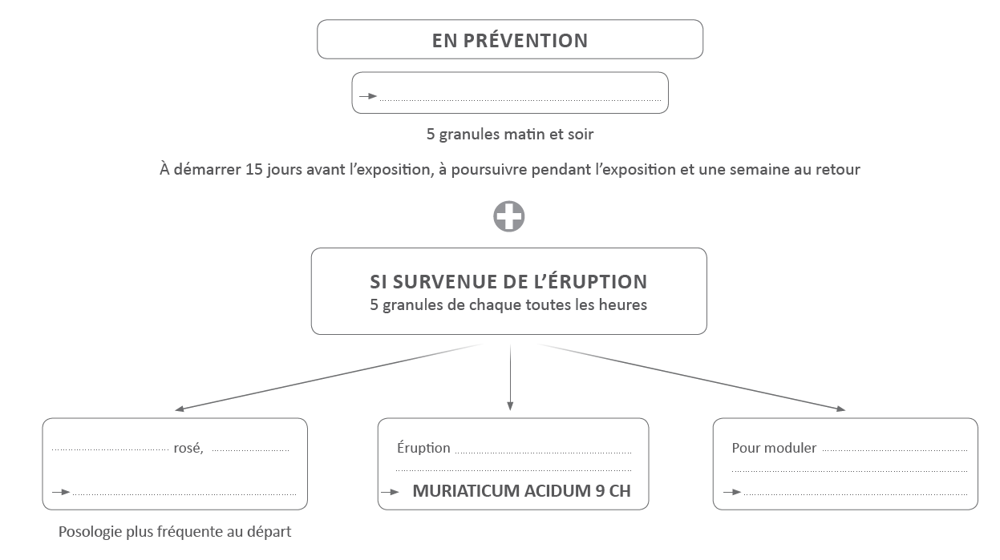 EN PRÉVENTION
5 granules matin et soir
À démarrer 15 jours avant l’exposition, à poursuivre pendant l’exposition et une semaine au retour
SI SURVENUE DE L’ÉRUPTION
5 granules de chaque toutes les heures
rosé,
Éruption
MURIATICUM ACIDUM 9 CH
Pour moduler
Posologie plus fréquente au départ